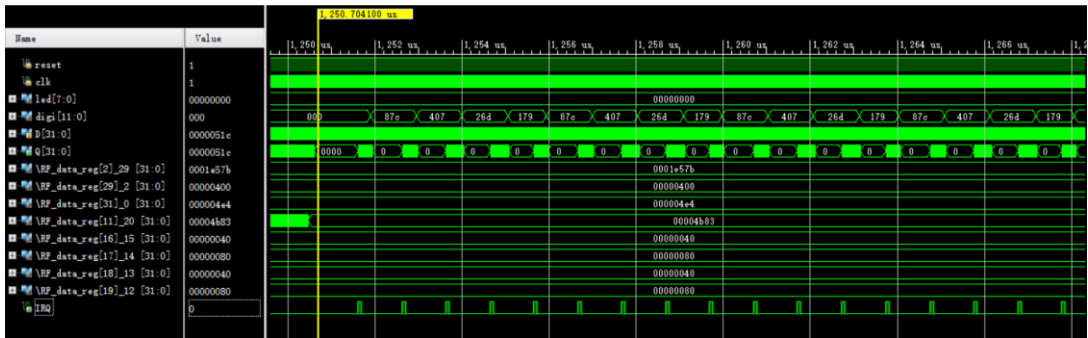 1,250.704100 us
Name Value 1,250 us 1,252 us 1,254 us 1,256 us 1,258 us 1,260 us 1,262 us 1,264 us 1,266 us
reset 1
clk 1
led[7:0] 00000000 00000000
digi[11:0] 000 000 87c 407 26d 179 87c 407 26d 179 87c 407 26d 179 87c 407 26d 179
D[31:0] 0000051c
Q[31:0] 0000051c 0000 0 0 0 0 0 0 0 0 0 0 0 0 0 0 0 0
\RF_data_reg[2]_29 [31:0] 0001e57b 0001e57b
\RF_data_reg[29]_2 [31:0] 00000400 00000400
\RF_data_reg[31]_0 [31:0] 000004e4 000004e4
\RF_data_reg[11]_20 [31:0] 00004b83 00004b83
\RF_data_reg[16]_15 [31:0] 00000040 00000040
\RF_data_reg[17]_14 [31:0] 00000080 00000080
\RF_data_reg[18]_13 [31:0] 00000040 00000040
\RF_data_reg[19]_12 [31:0] 00000080 00000080
IRQ 0